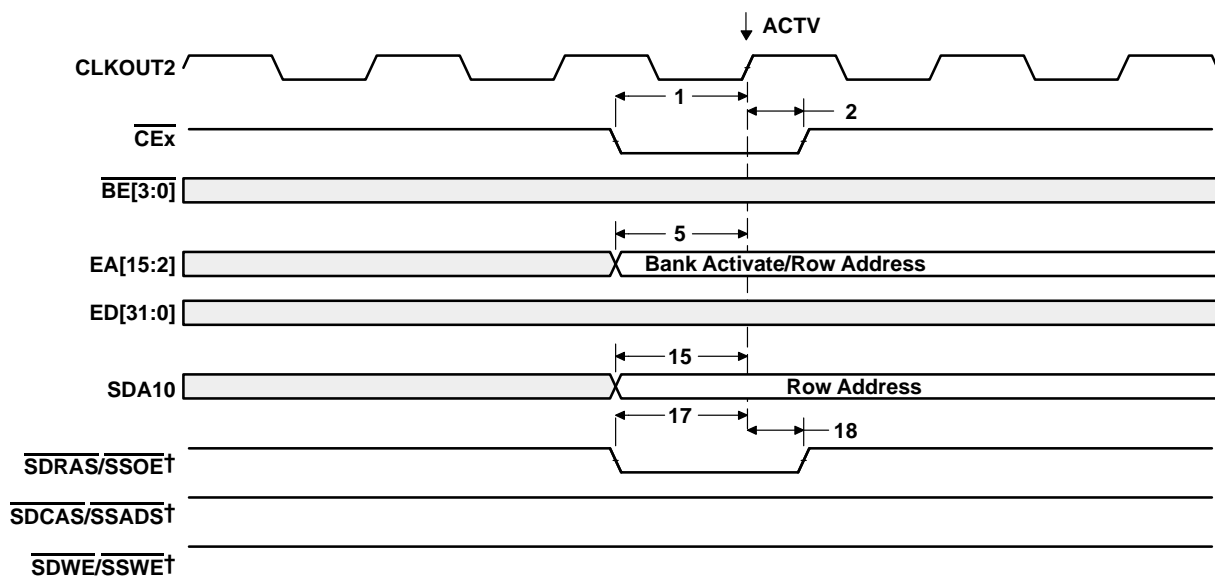 ACTV
CLKOUT2
1
2
CEx
BE[3:0]
5
EA[15:2]
Bank Activate/Row Address
ED[31:0]
15
SDA10
Row Address
17
18
SDRAS/SSOE†
SDCAS/SSADS†
SDWE/SSWE†